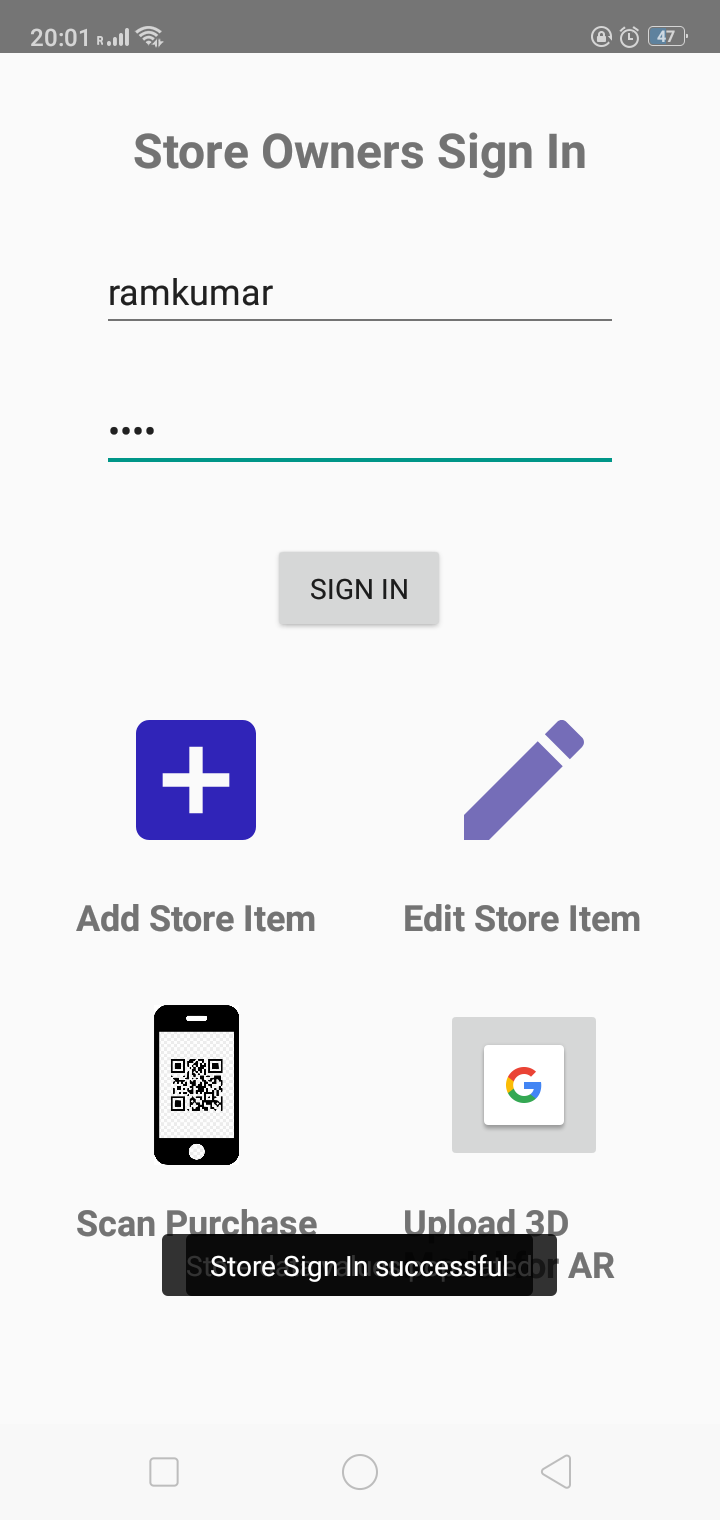 20:01 R 47
Store Owners Sign In
ramkumar
••••
SIGN IN
Add Store Item
Edit Store Item
Scan Purchase
Upload 3D
for AR
Store Sign In successful